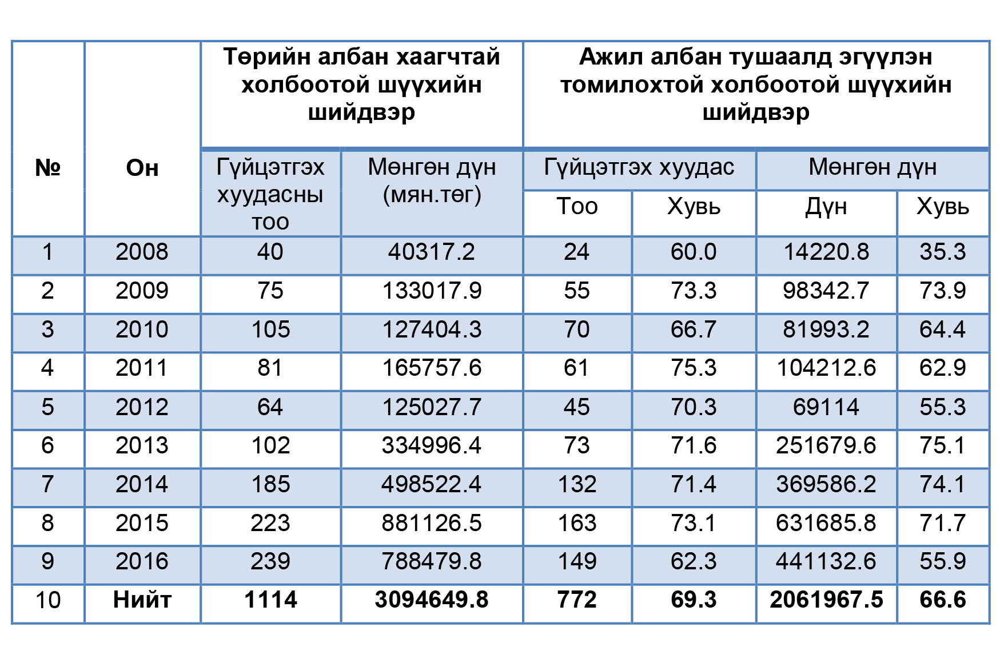 №
Он
Төрийн албан хаагчтай
холбоотой шүүхийн
шийдвэр
Ажил албан тушаалд эгүүлэн
томилохтой холбоотой шүүхийн
шийдвэр
Гүйцэтгэх
хуудасны
тоо
Мөнгөн дүн
(мян.төг)
Гүйцэтгэх хуудас
Мөнгөн дүн
Тоо Хувь Дүн Хувь
1 2008 40 40317.2 24 60.0 14220.8 35.3
2 2009 75 133017.9 55 73.3 98342.7 73.9
3 2010 105 127404.3 70 66.7 81993.2 64.4
4 2011 81 165757.6 61 75.3 104212.6 62.9
5 2012 64 125027.7 45 70.3 69114 55.3
6 2013 102 334996.4 73 71.6 251679.6 75.1
7 2014 185 498522.4 132 71.4 369586.2 74.1
8 2015 223 881126.5 163 73.1 631685.8 71.7
9 2016 239 788479.8 149 62.3 441132.6 55.9
10 Нийт 1114 3094649.8 772 69.3 2061967.5 66.6